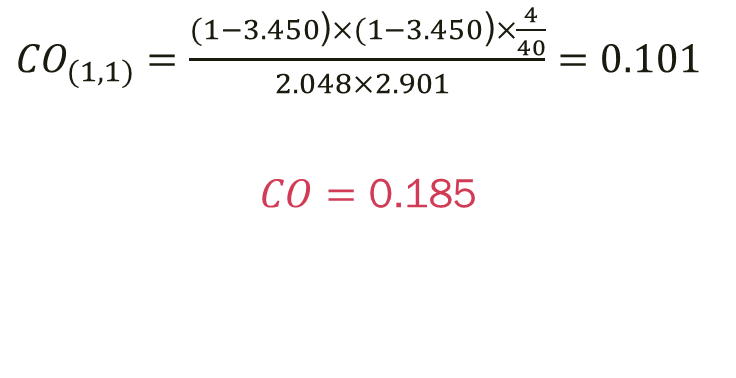 CO(1,1) = (1−3.450)×(1−3.450)×4/40 / 2.048×2.901 = 0.101
CO = 0.185